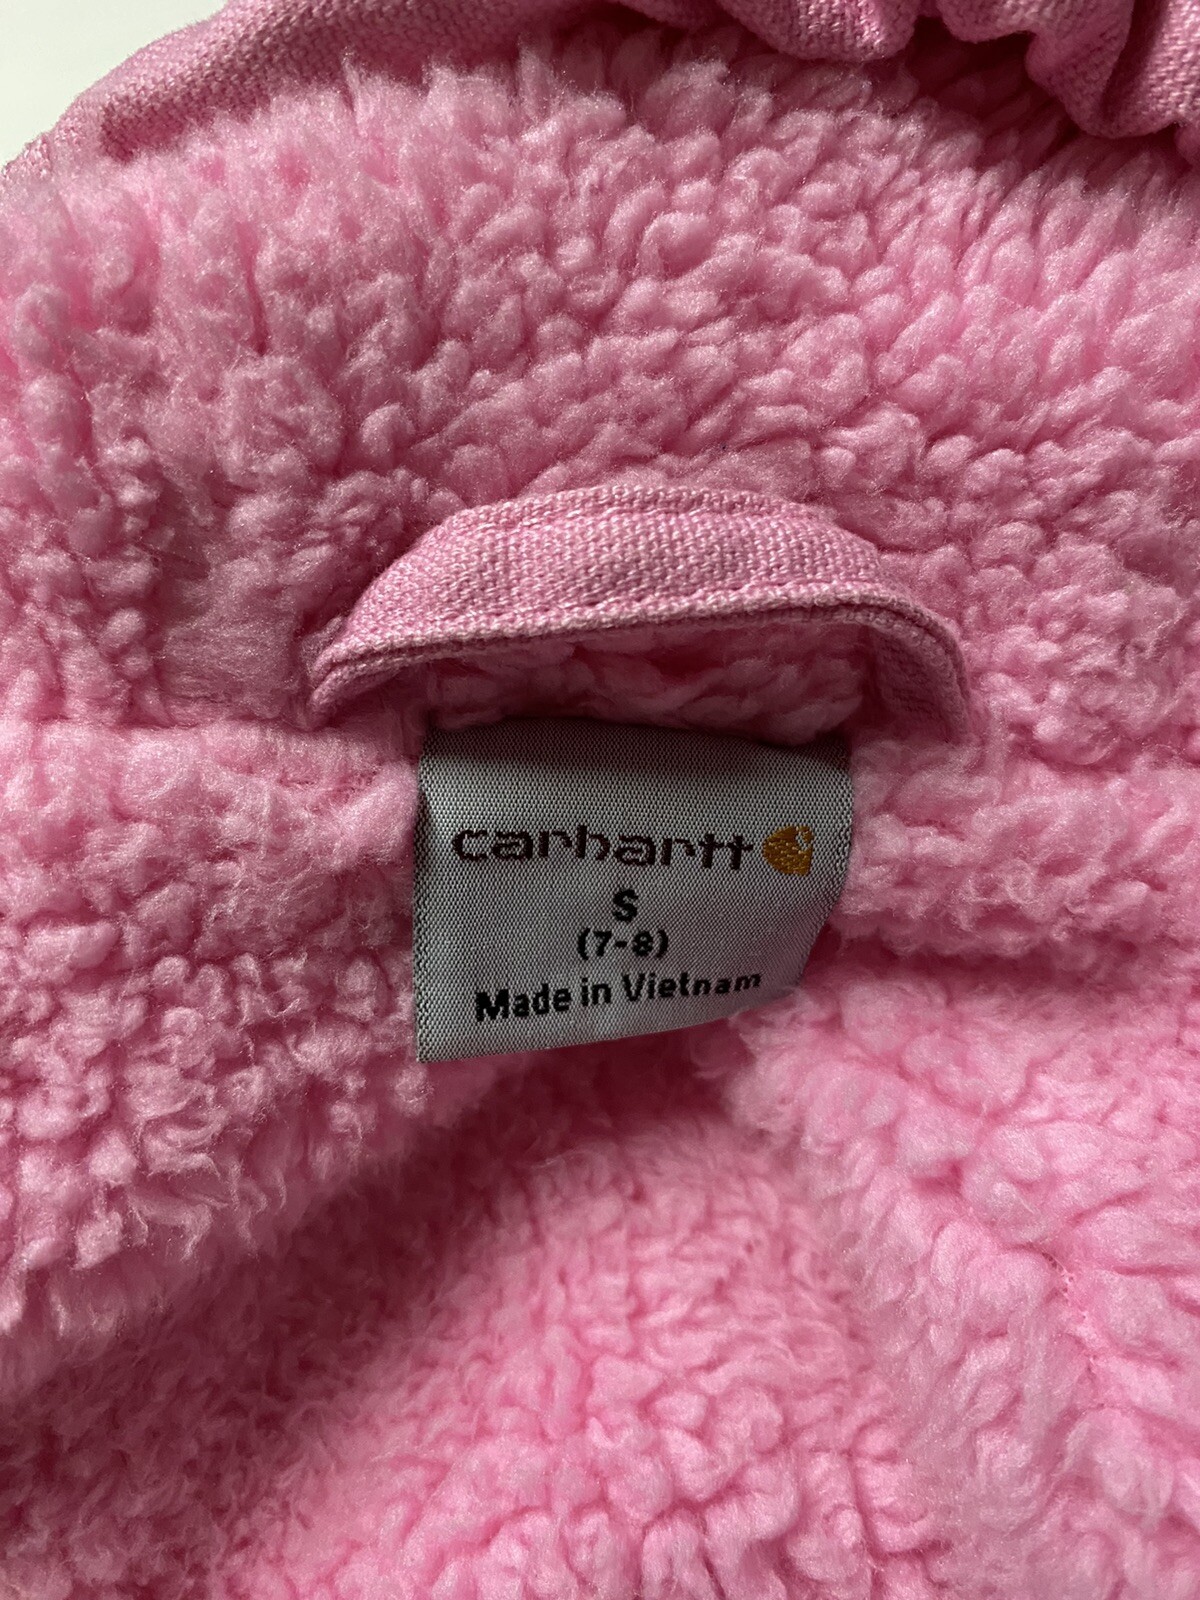 carhartt
S
(7-8)
Made in Vietnam